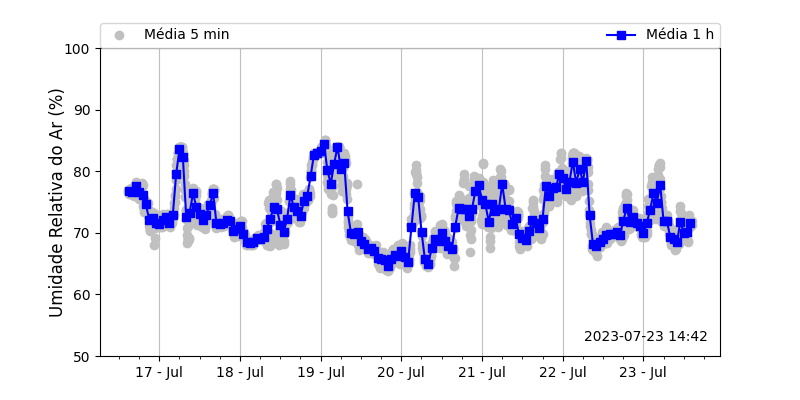 Média 5 min
Média 1 h
Umidade Relativa do Ar (%)
100
90
80
70
60
50
2023-07-23 14:42
17 - Jul
18 - Jul
19 - Jul
20 - Jul
21 - Jul
22 - Jul
23 - Jul